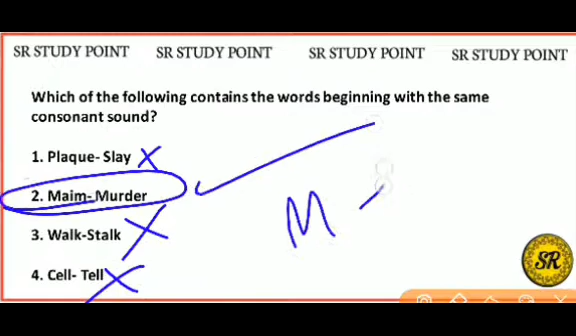 SR STUDY POINT SR STUDY POINT SR STUDY POINT SR STUDY POINT
Which of the following contains the words beginning with the same
consonant sound?
1. Plaque- Slay
2. Maim- Murder
M
3. Walk-Stalk
4. Cell- Tell
SR